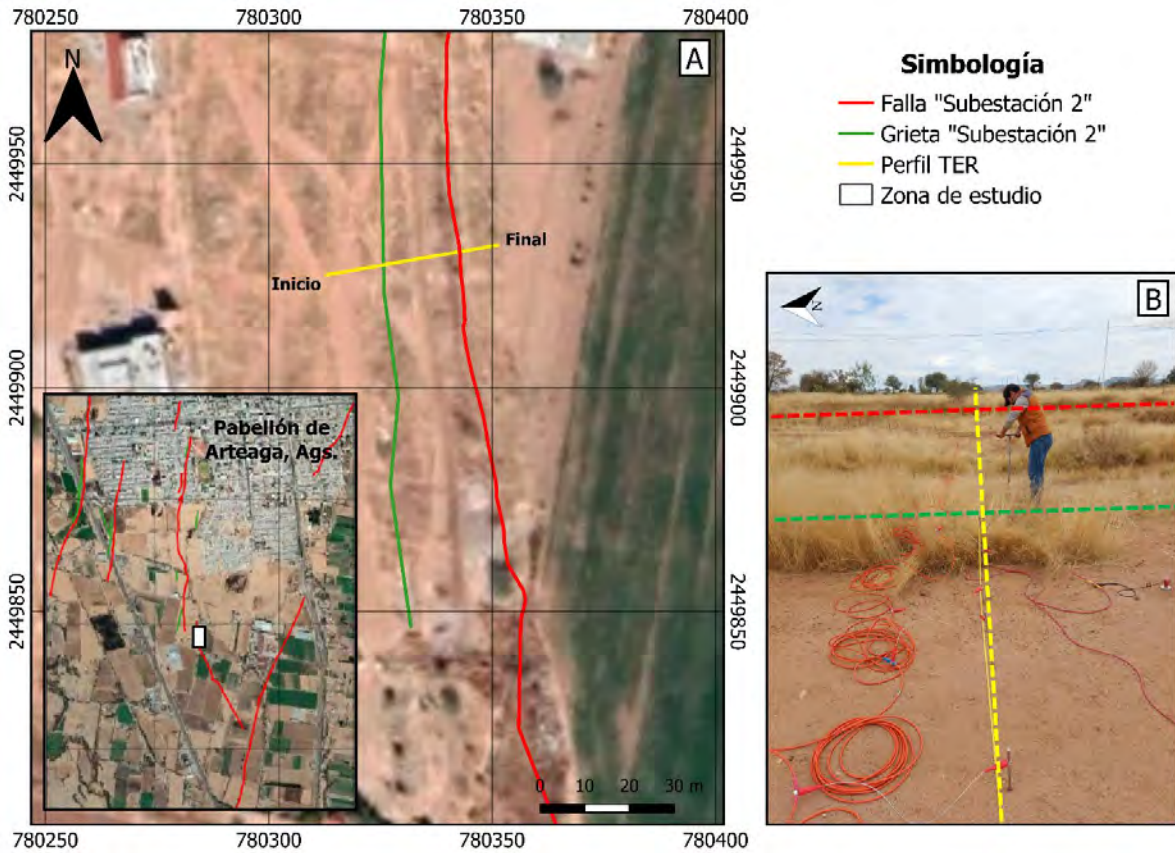 780250 780300 780350 780400
A
N
2449950 2449950
Final
Inicio
2449900 2449900
Pabellón de
Arteaga, Ags.
2449850 2449850
0 10 20 30 m
780250 780300 780350 780400
Simbología
Falla "Subestación 2"
Grieta "Subestación 2"
Perfil TER
Zona de estudio
B
N